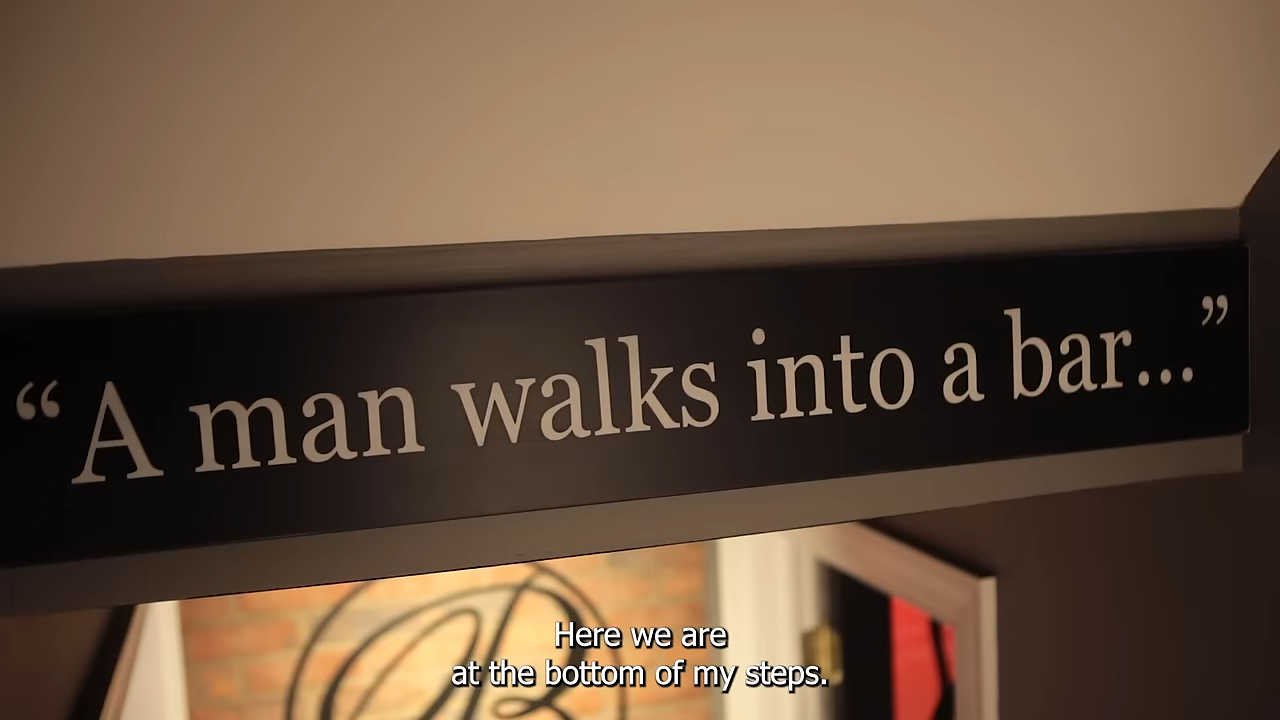 “A man walks into a bar...”
Here we are
at the bottom of my steps.